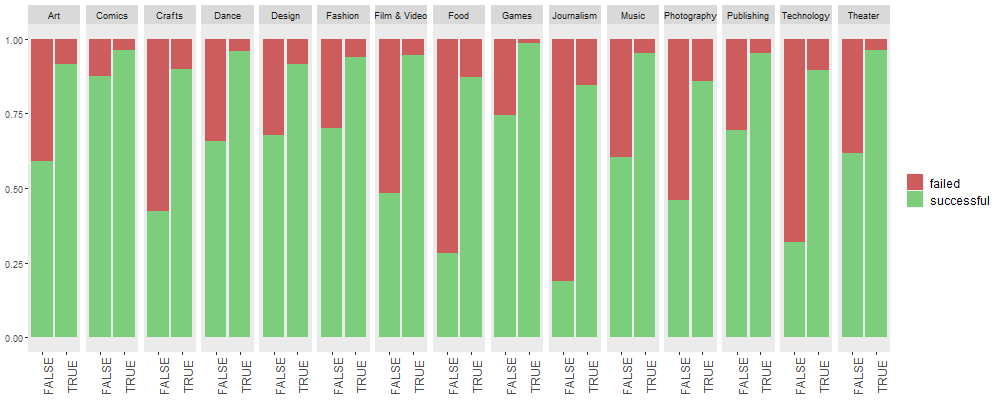 Art Comics Crafts Dance Design Fashion Film & Video Food Games Journalism Music Photography Publishing Technology Theater
1.00
0.75
0.50
0.25
0.00
failed
successful
FALSE TRUE FALSE TRUE FALSE TRUE FALSE TRUE FALSE TRUE FALSE TRUE FALSE TRUE FALSE TRUE FALSE TRUE FALSE TRUE FALSE TRUE FALSE TRUE FALSE TRUE FALSE TRUE FALSE TRUE